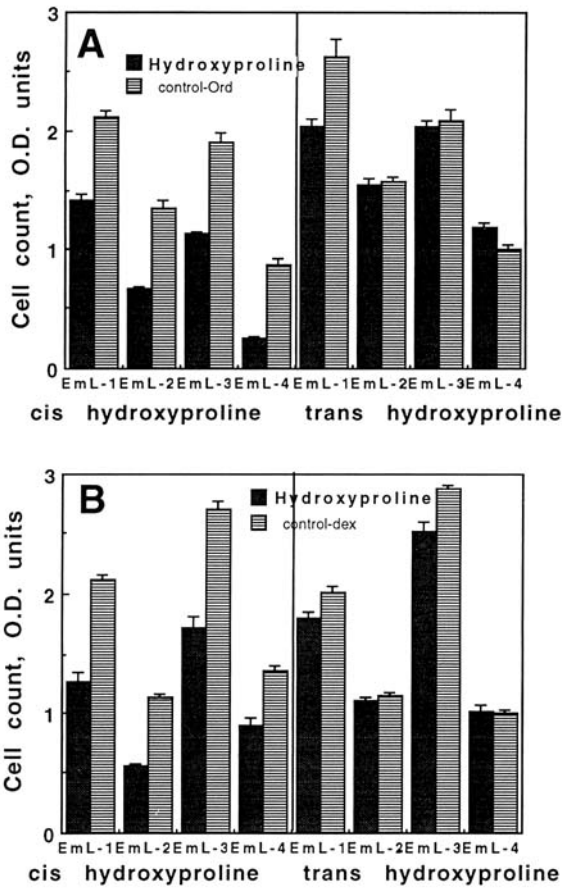 3
A
Hydroxyproline
control-Ord
2
Cell count, O.D. units
1
0
EmL-1 EmL-2 EmL-3 EmL-4 EmL-1 EmL-2 EmL-3 EmL-4
cis hydroxyproline trans hydroxyproline
3
B
Hydroxyproline
control-dex
2
Cell count, O.D. units
1
0
EmL-1 EmL-2 EmL-3 EmL-4 EmL-1 EmL-2 EmL-3 EmL-4
cis hydroxyproline trans hydroxyproline